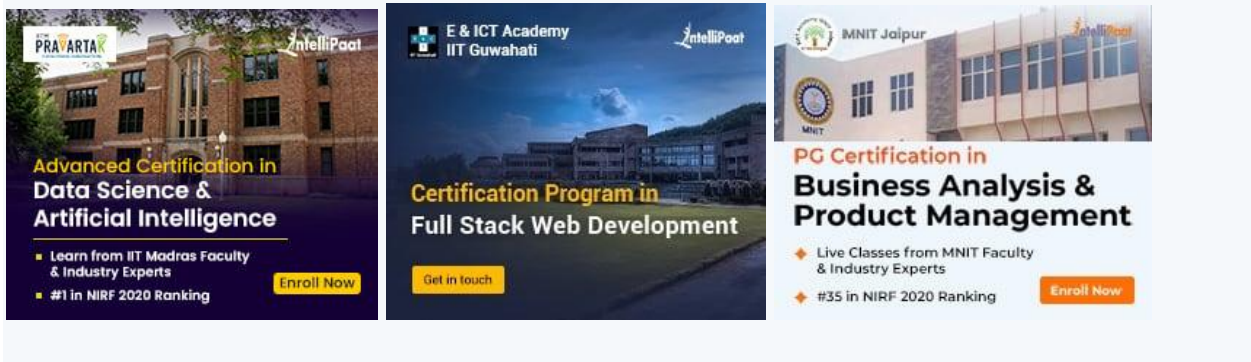 PRAVARTAK
IntelliPaat
Advanced Certification in
Data Science &
Artificial Intelligence
Learn from IIT Madras Faculty
& Industry Experts
#1 in NIRF 2020 Ranking
Enroll Now
E & ICT Academy
IIT Guwahati
IntelliPaat
Certification Program in
Full Stack Web Development
Get in touch
MNIT Jaipur
IntelliPaat
MNIT
PG Certification in
Business Analysis &
Product Management
Live Classes from MNIT Faculty
& Industry Experts
#35 in NIRF 2020 Ranking
Enroll Now